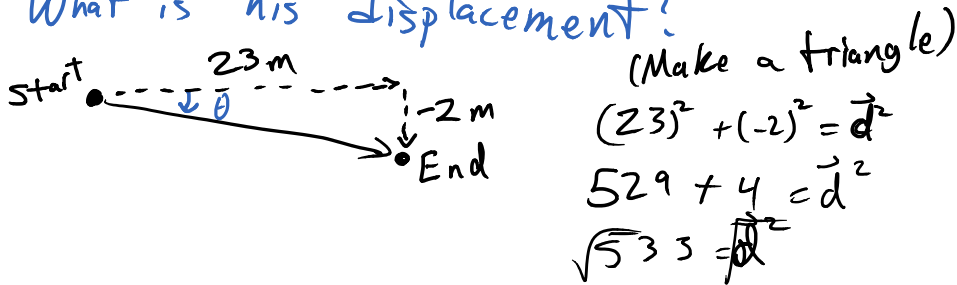 What is his displacement?
23 m
start
θ
-2 m
End
(Make a triangle)
(23)² + (-2)² = d⃗²
529 + 4 = d⃗²
√533 = √d⃗²